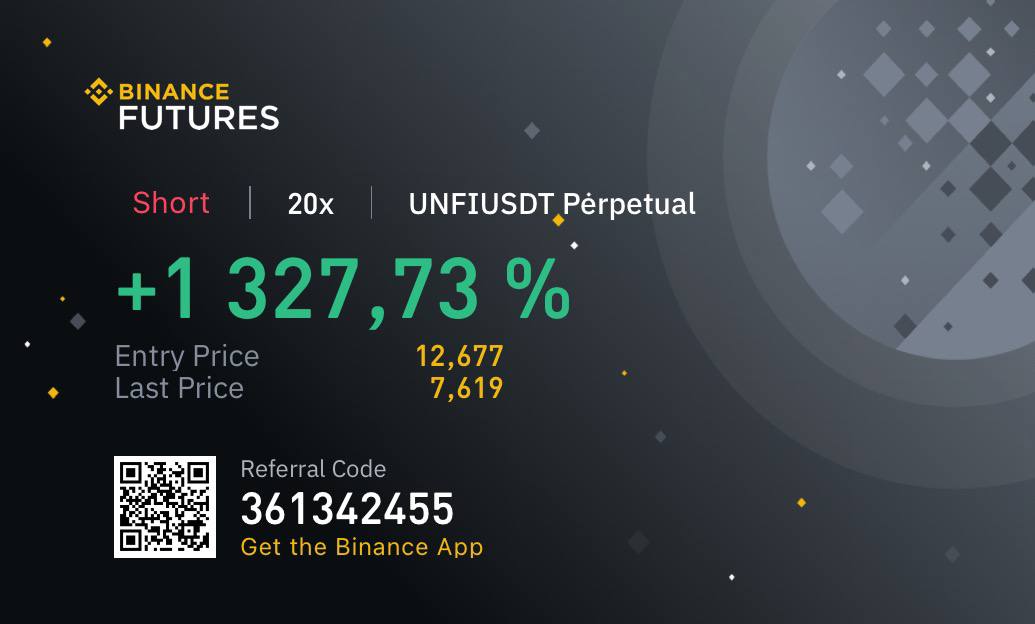 BINANCE
FUTURES
Short | 20x | UNFIUSDT Perpetual
+1 327,73 %
Entry Price 12,677
Last Price 7,619
Referral Code
361342455
Get the Binance App